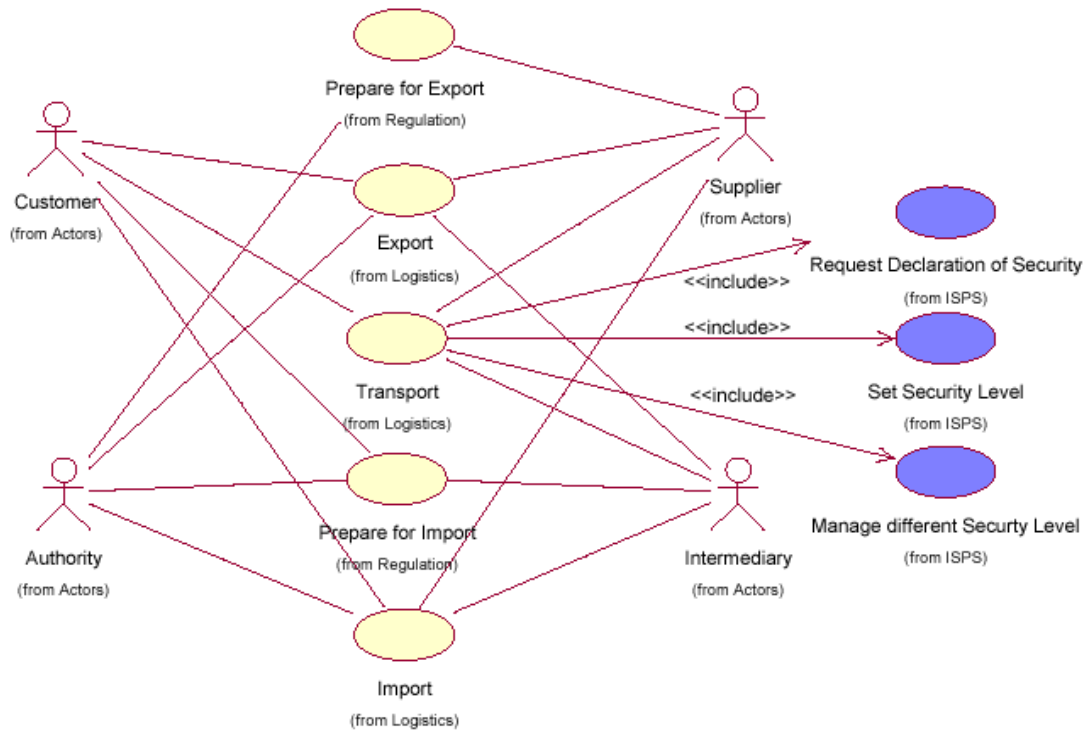 Prepare for Export
(from Regulation)
Customer
(from Actors)
Supplier
(from Actors)
Export
(from Logistics)
Request Declaration of Security
(from ISPS)
<<include>>
<<include>>
Transport
(from Logistics)
Set Security Level
(from ISPS)
<<include>>
Prepare for Import
(from Regulation)
Manage different Securty Level
(from ISPS)
Authority
(from Actors)
Intermediary
(from Actors)
Import
(from Logistics)